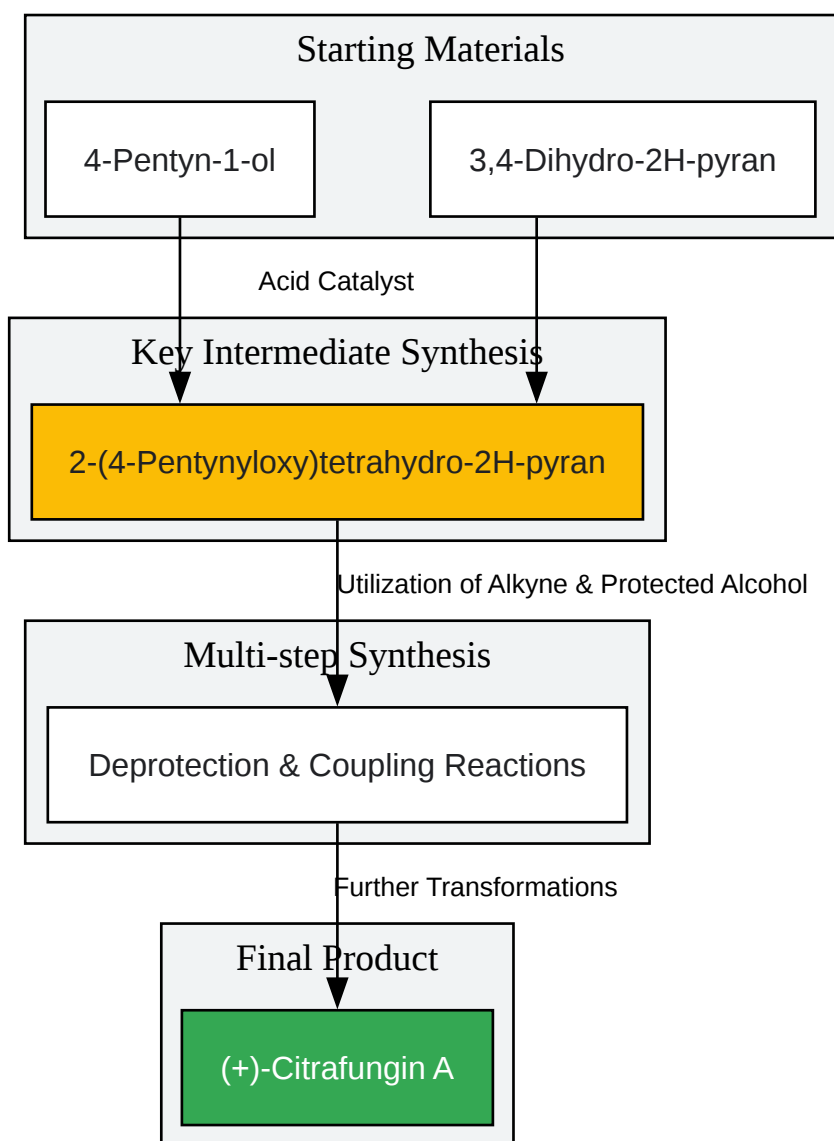 Starting Materials
4-Pentyn-1-ol
3,4-Dihydro-2H-pyran
Acid Catalyst
Key Intermediate Synthesis
2-(4-Pentynyloxy)tetrahydro-2H-pyran
Utilization of Alkyne & Protected Alcohol
Multi-step Synthesis
Deprotection & Coupling Reactions
Further Transformations
Final Product
(+)-Citrafungin A